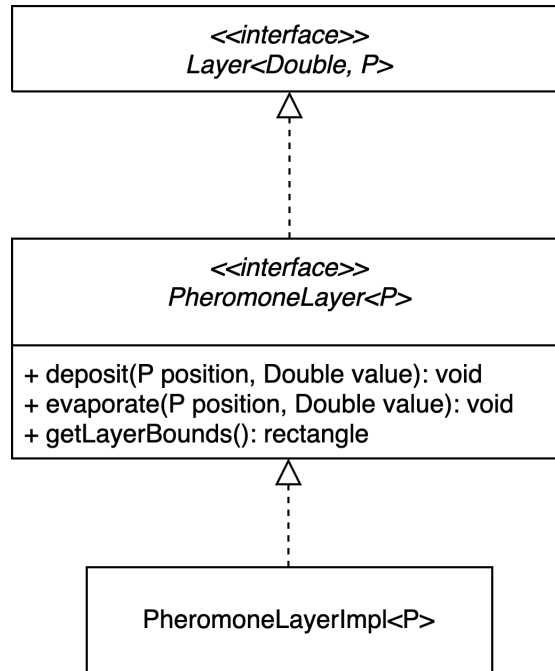 <<interface>>
Layer<Double, P>
<<interface>>
PheromoneLayer<P>
+ deposit(P position, Double value): void
+ evaporate(P position, Double value): void
+ getLayerBounds(): rectangle
PheromoneLayerImpl<P>